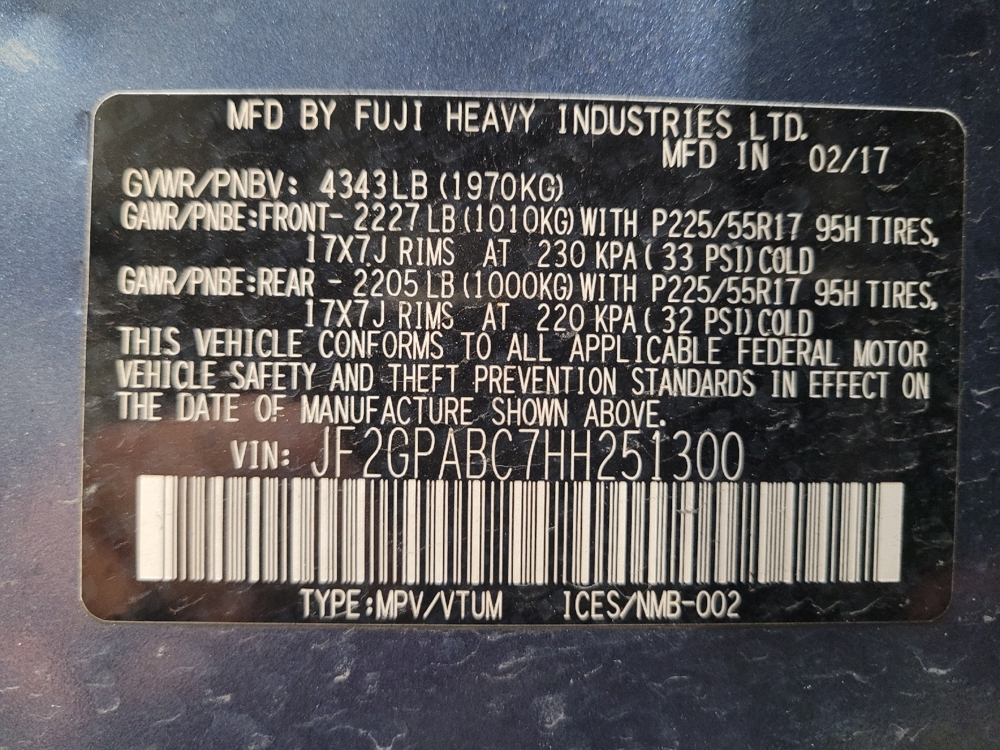 MFD BY FUJI HEAVY INDUSTRIES LTD.
MFD IN 02/17
GVWR/PNBV: 4343LB (1970KG)
GAWR/PNBE:FRONT- 2227 LB (1010KG) WITH P225/55R17 95H TIRES,
17X7J RIMS AT 230 KPA ( 33 PSI) COLD
GAWR/PNBE:REAR - 2205 LB (1000KG) WITH P225/55R17 95H TIRES,
17X7J RIMS AT 220 KPA ( 32 PSI) COLD
THIS VEHICLE CONFORMS TO ALL APPLICABLE FEDERAL MOTOR
VEHICLE SAFETY AND THEFT PREVENTION STANDARDS IN EFFECT ON
THE DATE OF MANUFACTURE SHOWN ABOVE.
VIN: JF2GPABC7HH251300
TYPE:MPV/VTUM ICES/NMB-002